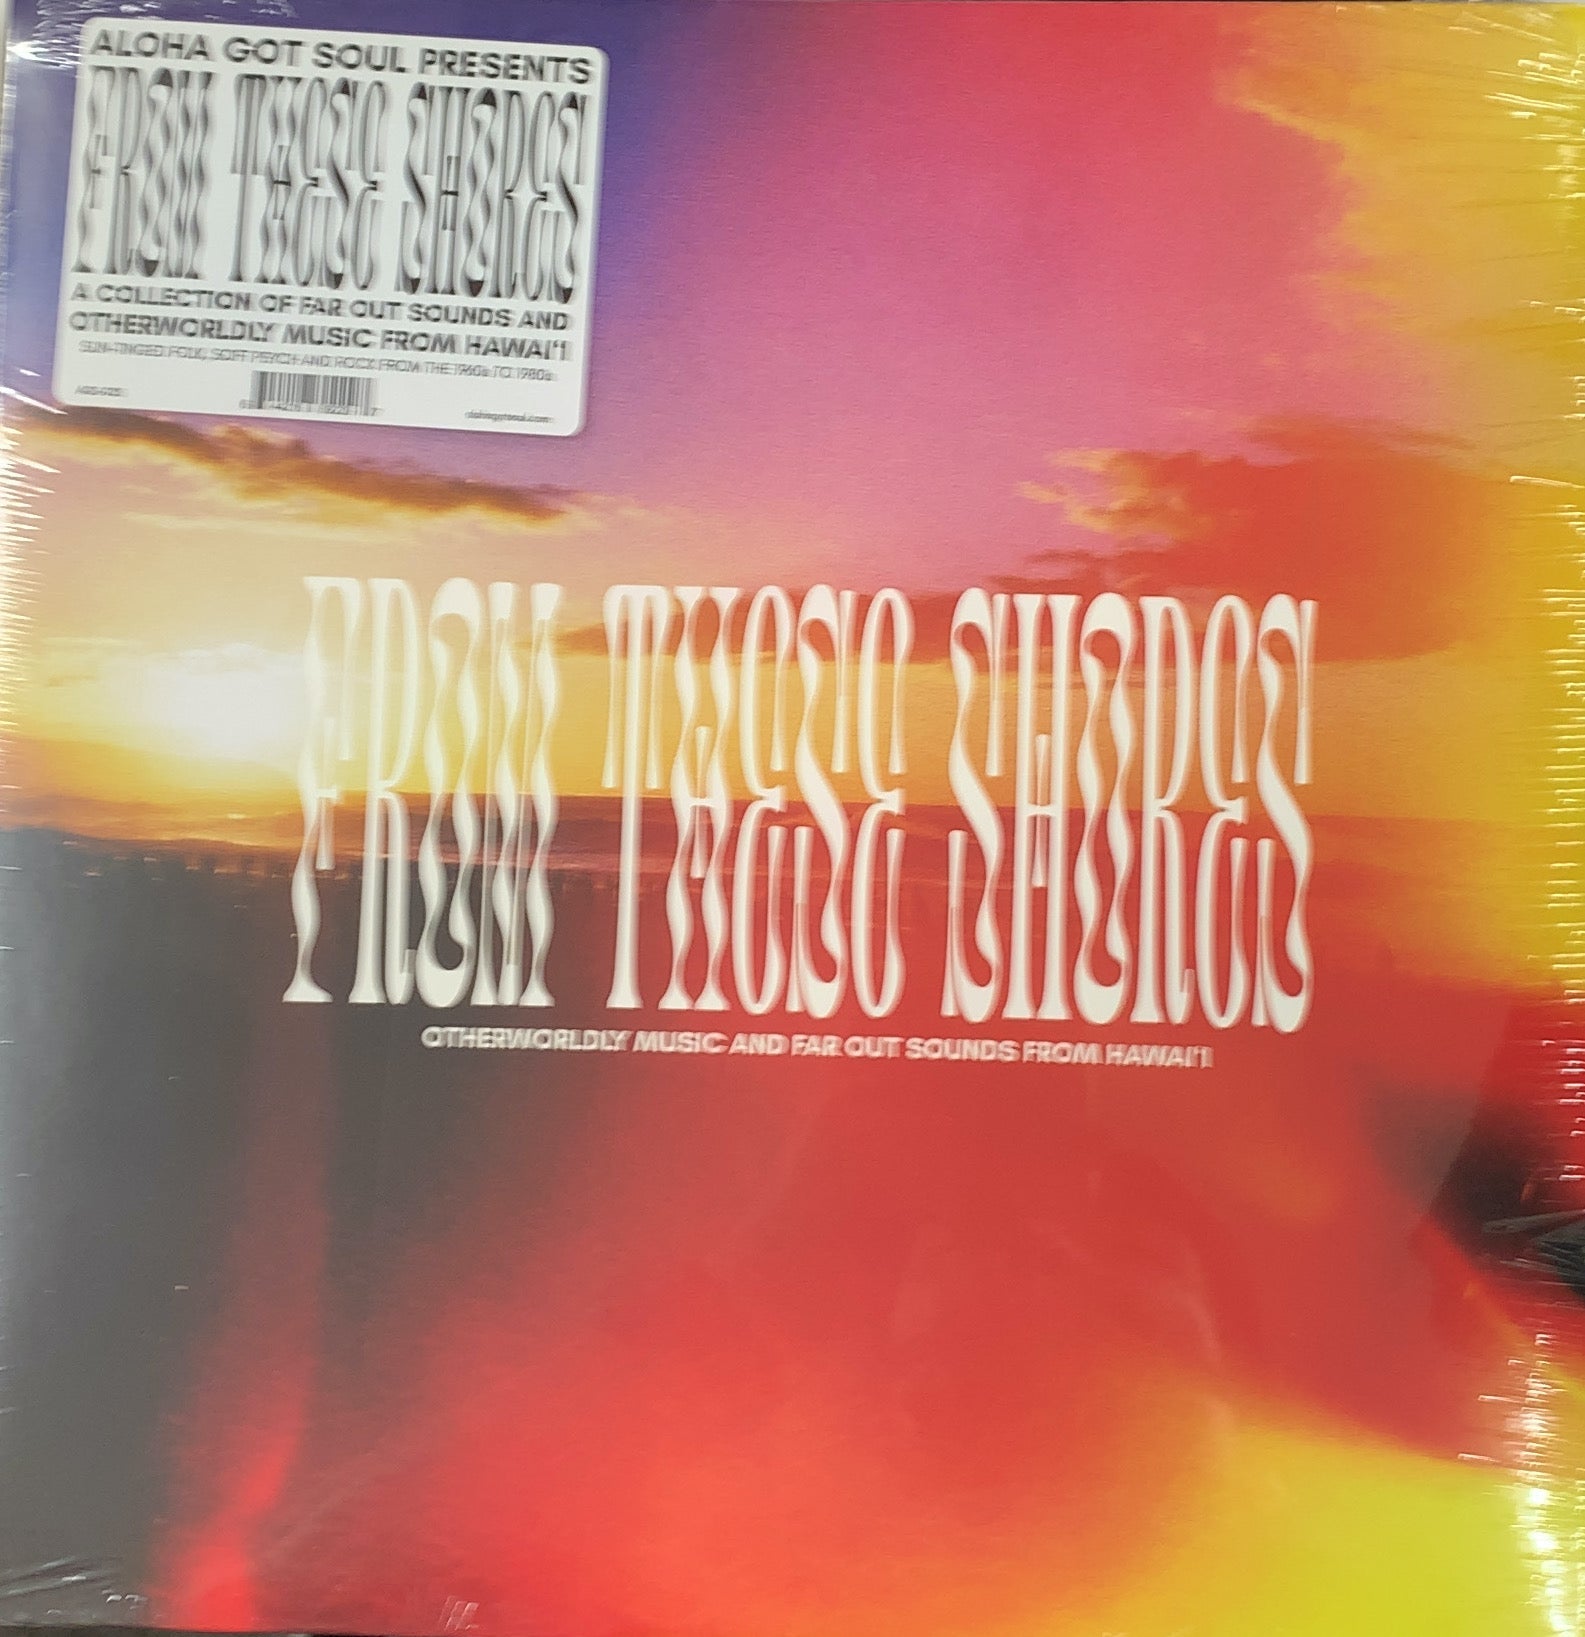 ALOHA GOT SOUL PRESENTS
FROM THESE SHORES
A COLLECTION OF FAR OUT SOUNDS AND
OTHERWORLDLY MUSIC FROM HAWAI‘I
SUN-TINGED FOLK, SOFT PSYCH AND ROCK FROM THE 1960s TO 1980s
alohagotsoul.com
FROM THESE SHORES
OTHERWORLDLY MUSIC AND FAR OUT SOUNDS FROM HAWAI‘I